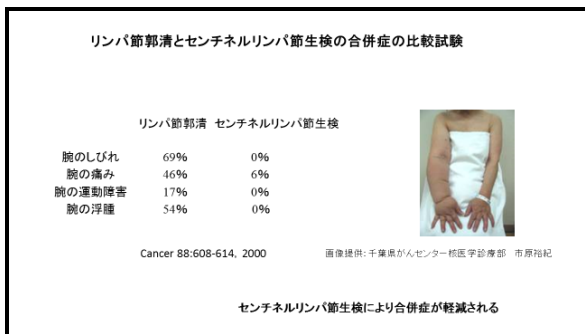 リンパ節郭清とセンチネルリンパ節生検の合併症の比較試験
リンパ節郭清 センチネルリンパ節生検
腕のしびれ 69% 0%
腕の痛み 46% 6%
腕の運動障害 17% 0%
腕の浮腫 54% 0%
Cancer 88:608-614, 2000
画像提供:千葉県がんセンター核医学診療部 市原裕紀
センチネルリンパ節生検により合併症が軽減される